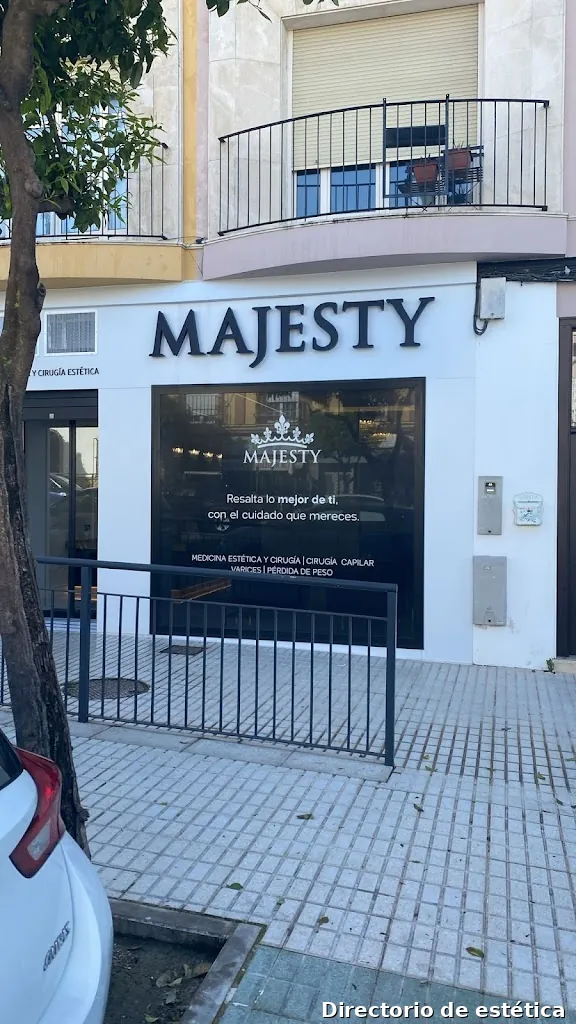 MAJESTY
Y CIRUGÍA ESTÉTICA
MAJESTY
Resalta lo mejor de ti,
con el cuidado que mereces.
MEDICINA ESTÉTICA Y CIRUGÍA | CIRUGÍA CAPILAR
VARICES | PÉRDIDA DE PESO
Directorio de estética